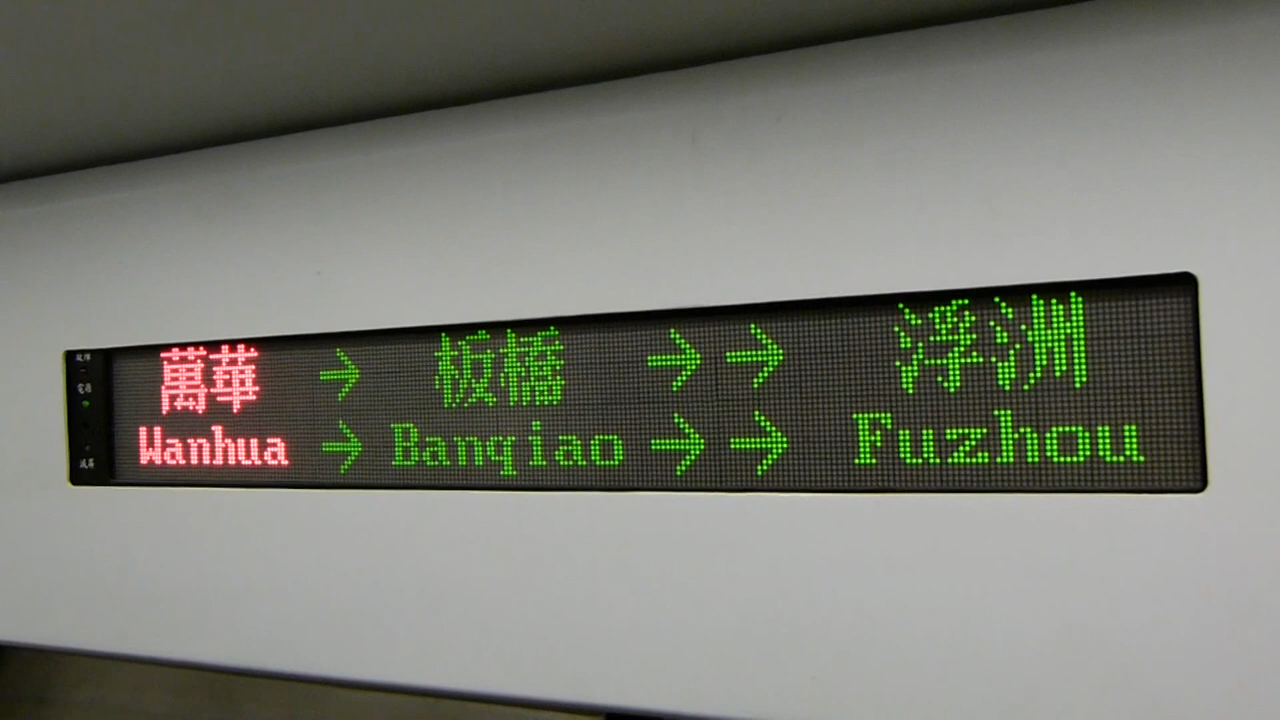 萬華 → 板橋 → → 浮洲
Wanhua → Banqiao → → Fuzhou